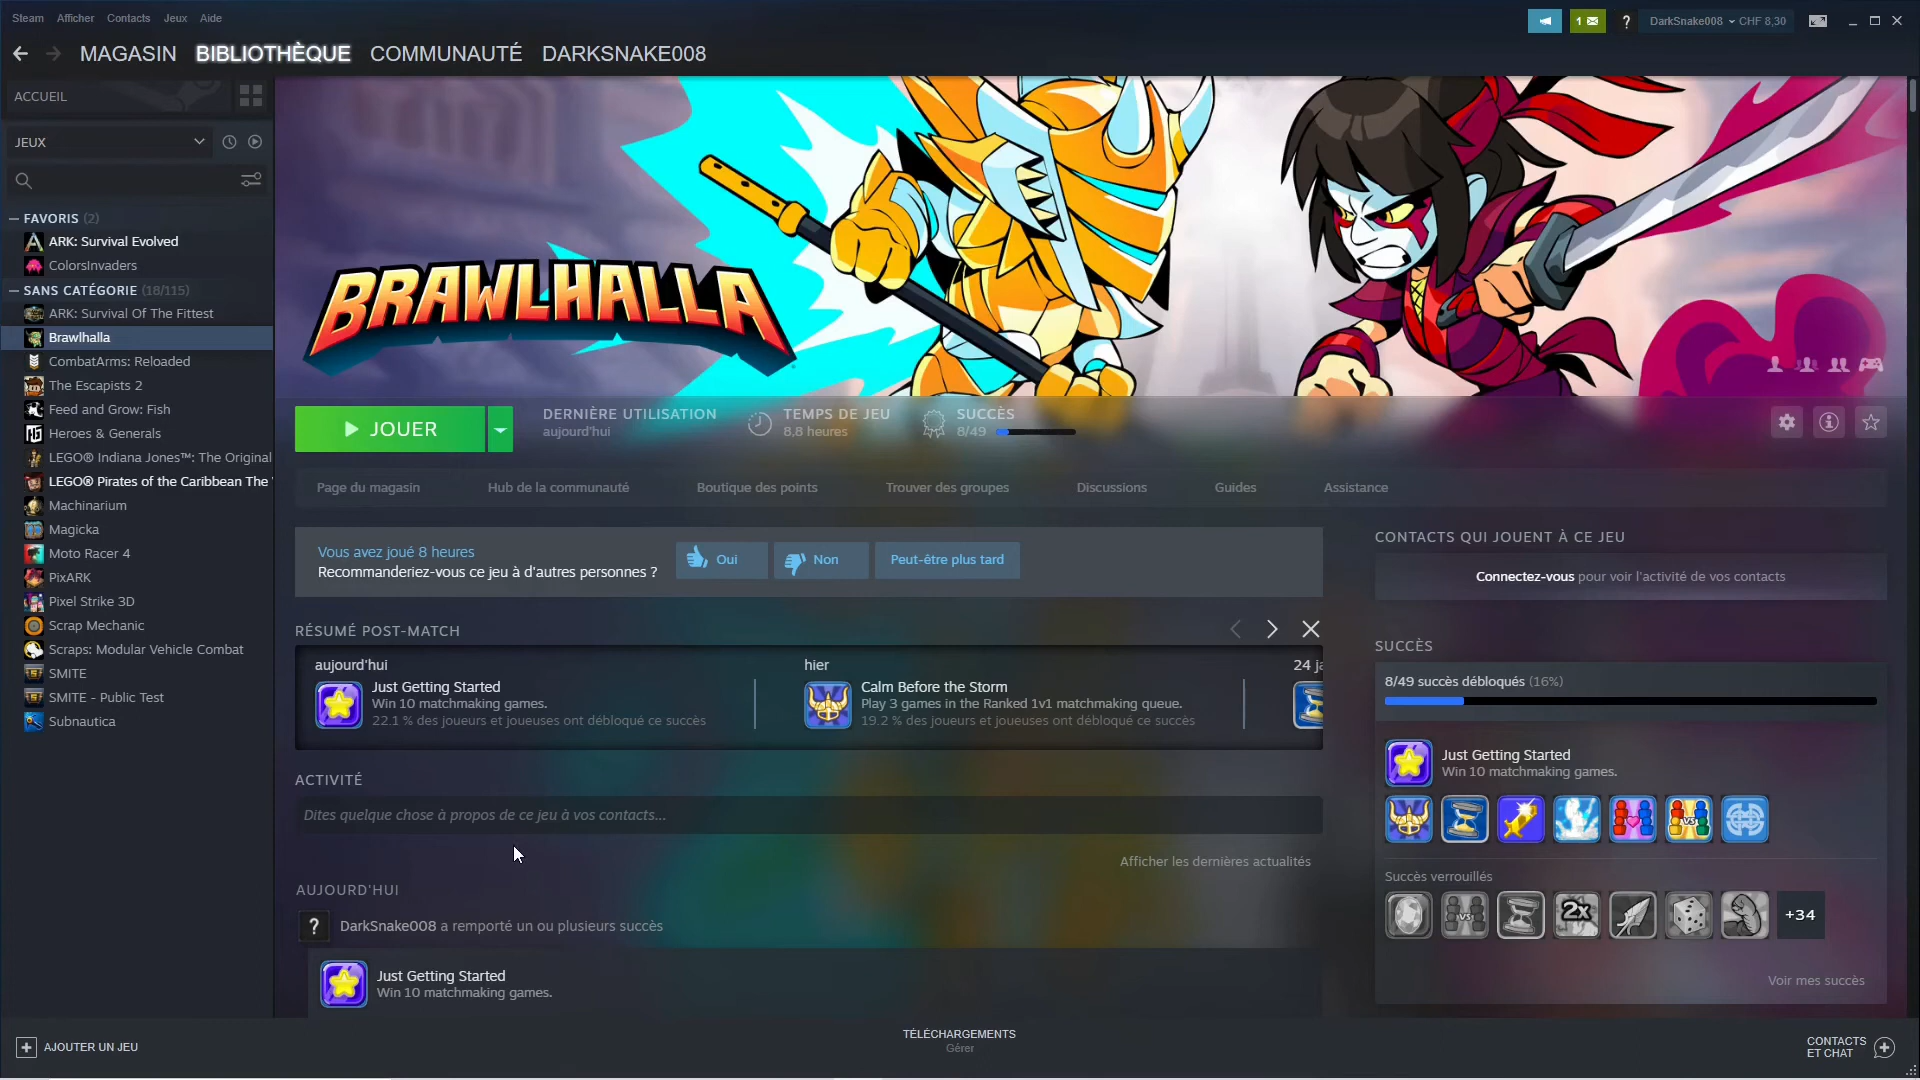 Steam Afficher Contacts Jeux Aide
1
?
DarkSnake008 CHF 8,30
MAGASIN BIBLIOTHÈQUE COMMUNAUTÉ DARKSNAKE008
ACCUEIL
JEUX
FAVORIS (2)
ARK: Survival Evolved
ColorsInvaders
SANS CATÉGORIE (18/115)
ARK: Survival Of The Fittest
Brawlhalla
CombatArms: Reloaded
The Escapists 2
Feed and Grow: Fish
Heroes & Generals
LEGO® Indiana Jones™: The Original
LEGO® Pirates of the Caribbean The
Machinarium
Magicka
Moto Racer 4
PixARK
Pixel Strike 3D
Scrap Mechanic
Scraps: Modular Vehicle Combat
SMITE
SMITE - Public Test
Subnautica
BRAWLHALLA
JOUER
DERNIÈRE UTILISATION
aujourd'hui
TEMPS DE JEU
8,8 heures
SUCCÈS
8/49
Page du magasin
Hub de la communauté
Boutique des points
Trouver des groupes
Discussions
Guides
Assistance
Vous avez joué 8 heures
Recommanderiez-vous ce jeu à d'autres personnes ?
Oui
Non
Peut-être plus tard
RÉSUMÉ POST-MATCH
aujourd'hui
Just Getting Started
Win 10 matchmaking games.
22.1 % des joueurs et joueuses ont débloqué ce succès
hier
Calm Before the Storm
Play 3 games in the Ranked 1v1 matchmaking queue.
19.2 % des joueurs et joueuses ont débloqué ce succès
24 ja
ACTIVITÉ
Dites quelque chose à propos de ce jeu à vos contacts...
Afficher les dernières actualités
AUJOURD'HUI
?
DarkSnake008 a remporté un ou plusieurs succès
Just Getting Started
Win 10 matchmaking games.
CONTACTS QUI JOUENT À CE JEU
Connectez-vous pour voir l'activité de vos contacts
SUCCÈS
8/49 succès débloqués (16%)
Just Getting Started
Win 10 matchmaking games.
VS
Succès verrouillés
VS
2x
+34
Voir mes succès
AJOUTER UN JEU
TÉLÉCHARGEMENTS
Gérer
CONTACTS
ET CHAT